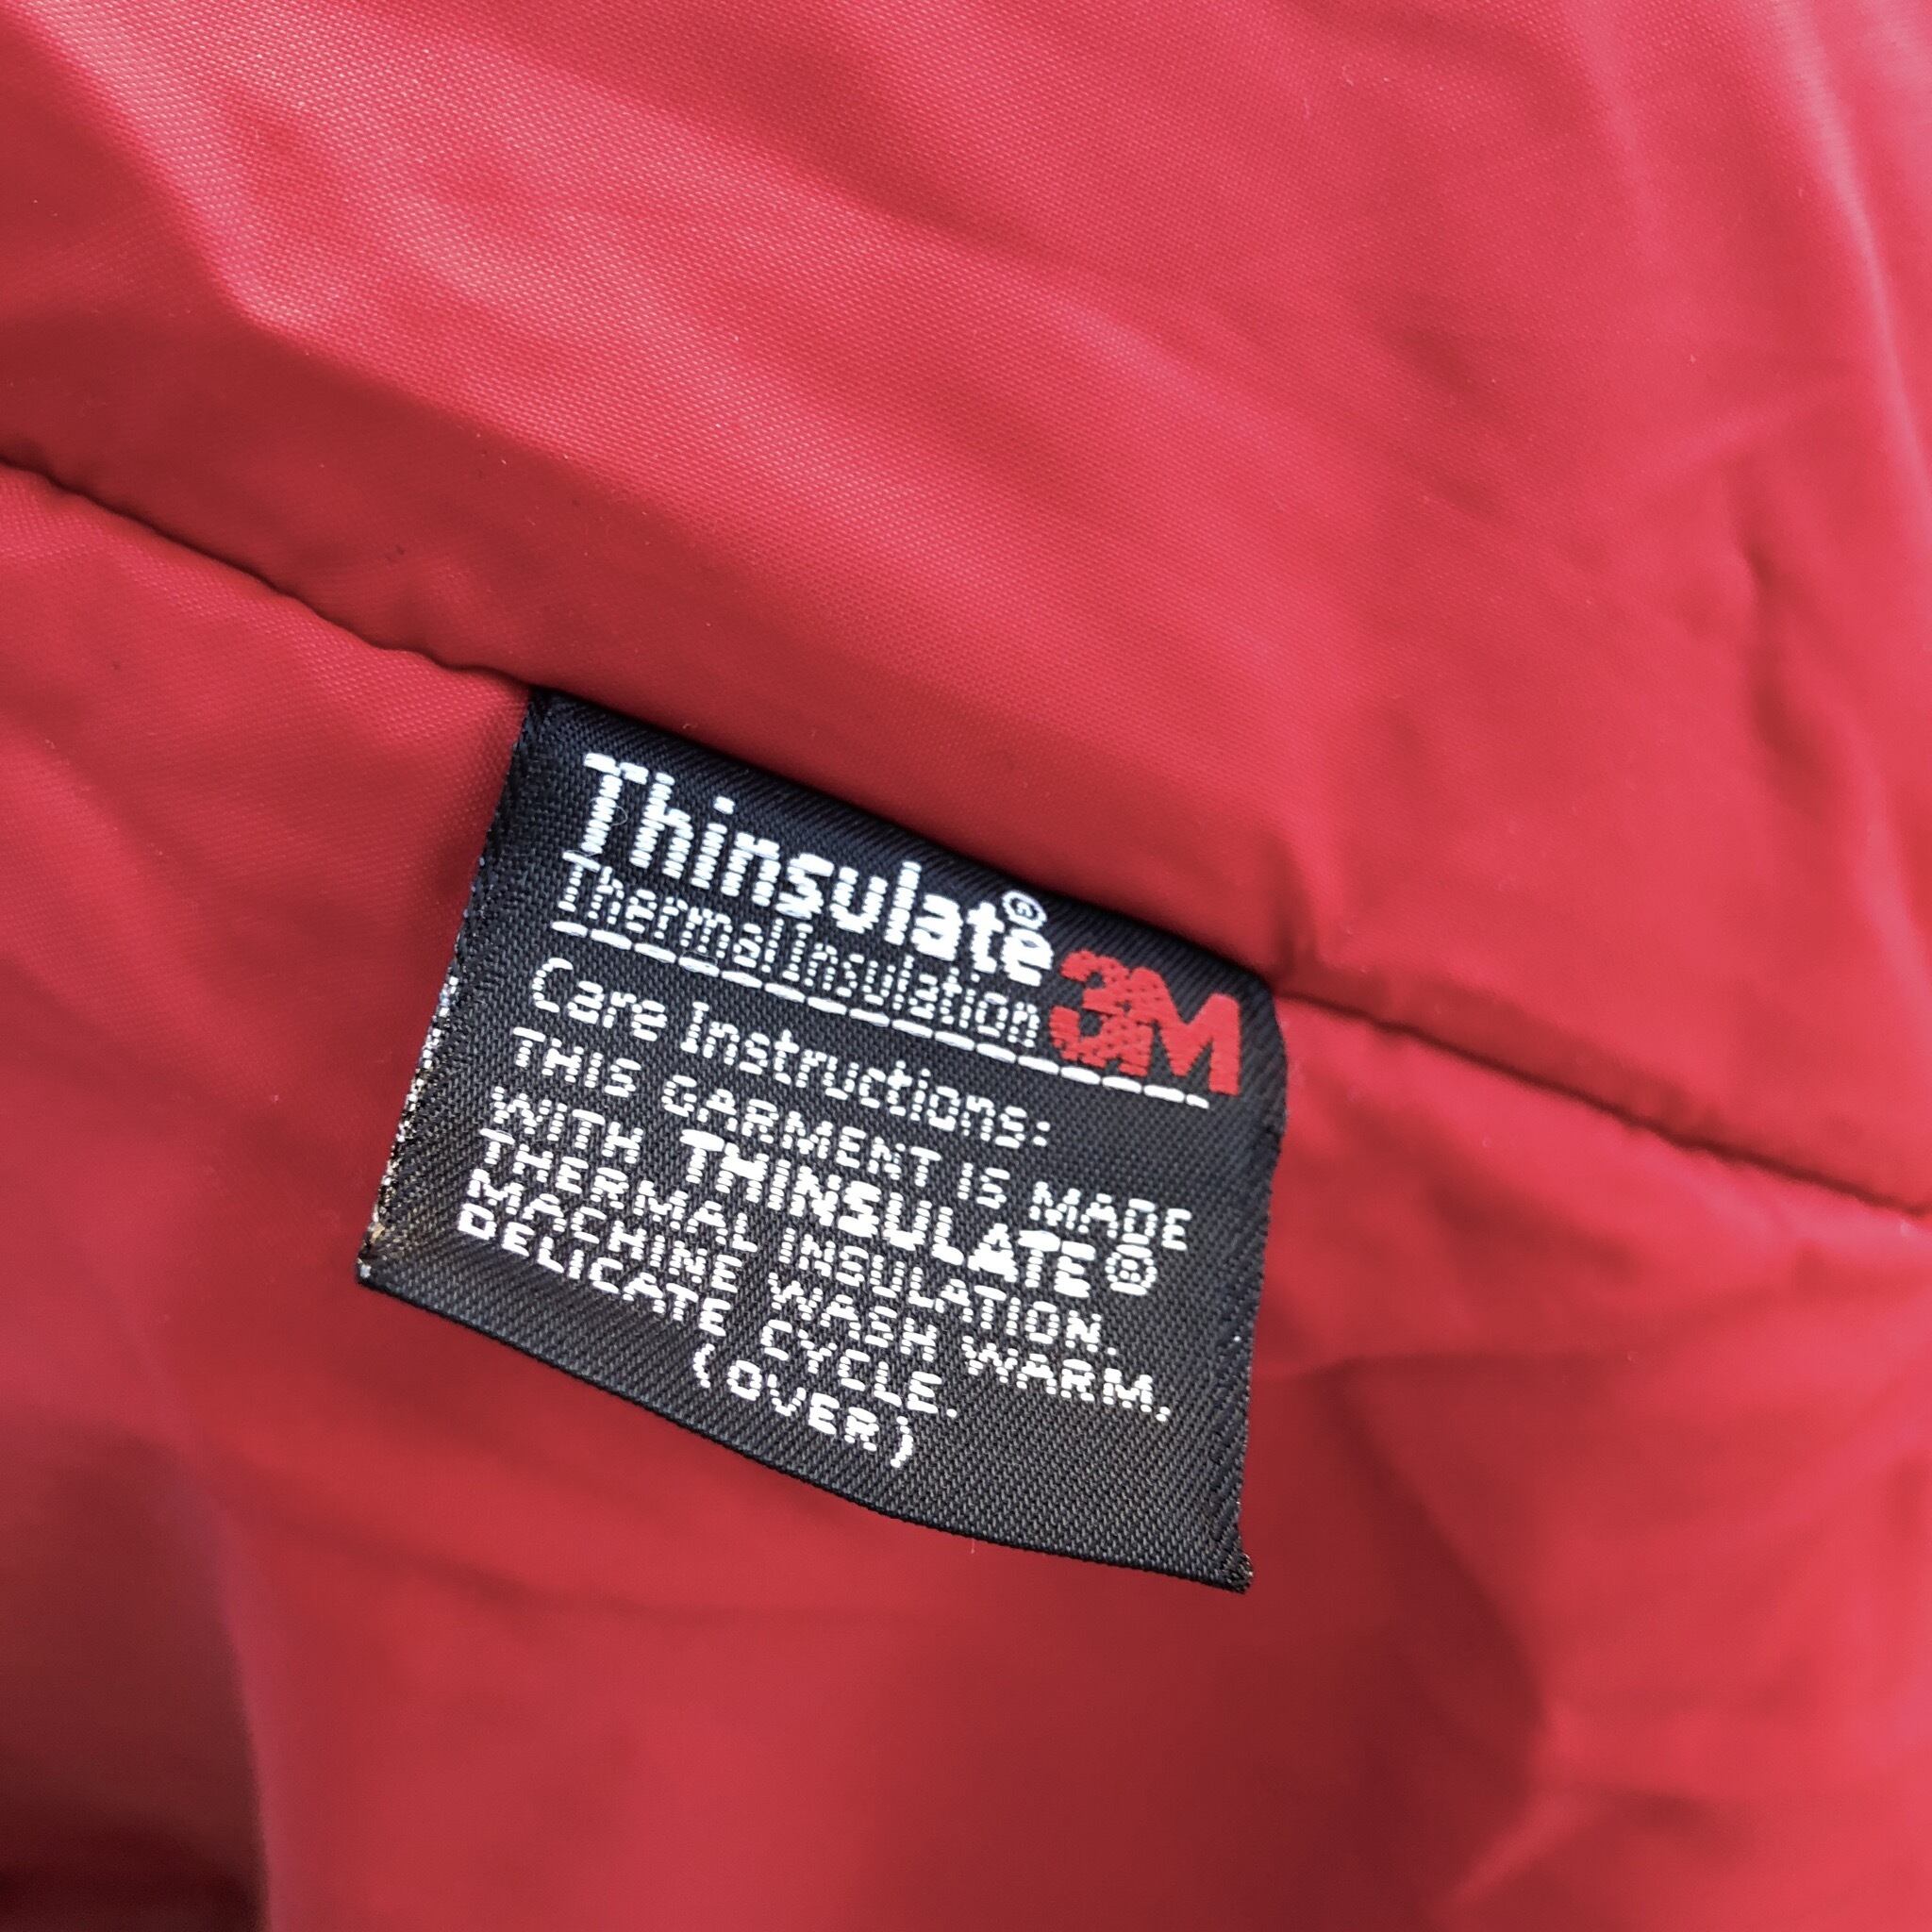 Thinsulate®
Thermal Insulation 3M
Care Instructions:
THIS GARMENT IS MADE
WITH THINSULATE®
THERMAL INSULATION.
MACHINE WASH WARM,
DELICATE CYCLE.
(OVER)